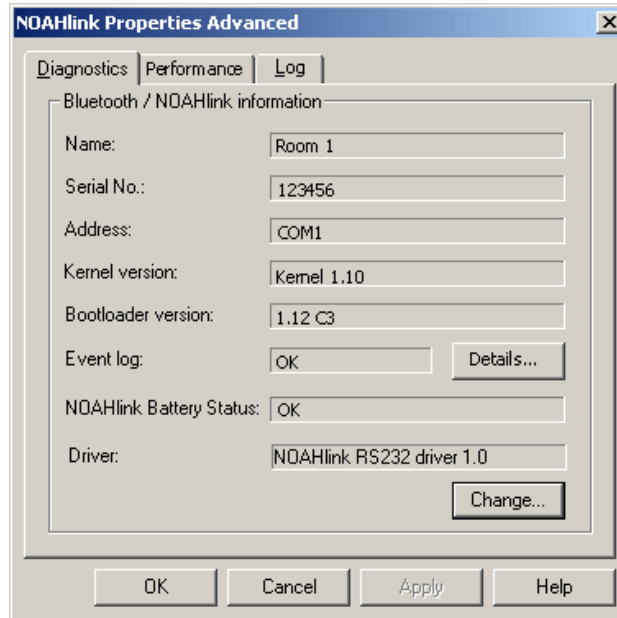 NOAHlink Properties Advanced
Diagnostics Performance Log
Bluetooth / NOAHlink information
Name: Room 1
Serial No.: 123456
Address: COM1
Kernel version: Kernel 1.10
Bootloader version: 1.12 C3
Event log: OK Details...
NOAHlink Battery Status: OK
Driver: NOAHlink RS232 driver 1.0
Change...
OK Cancel Apply Help